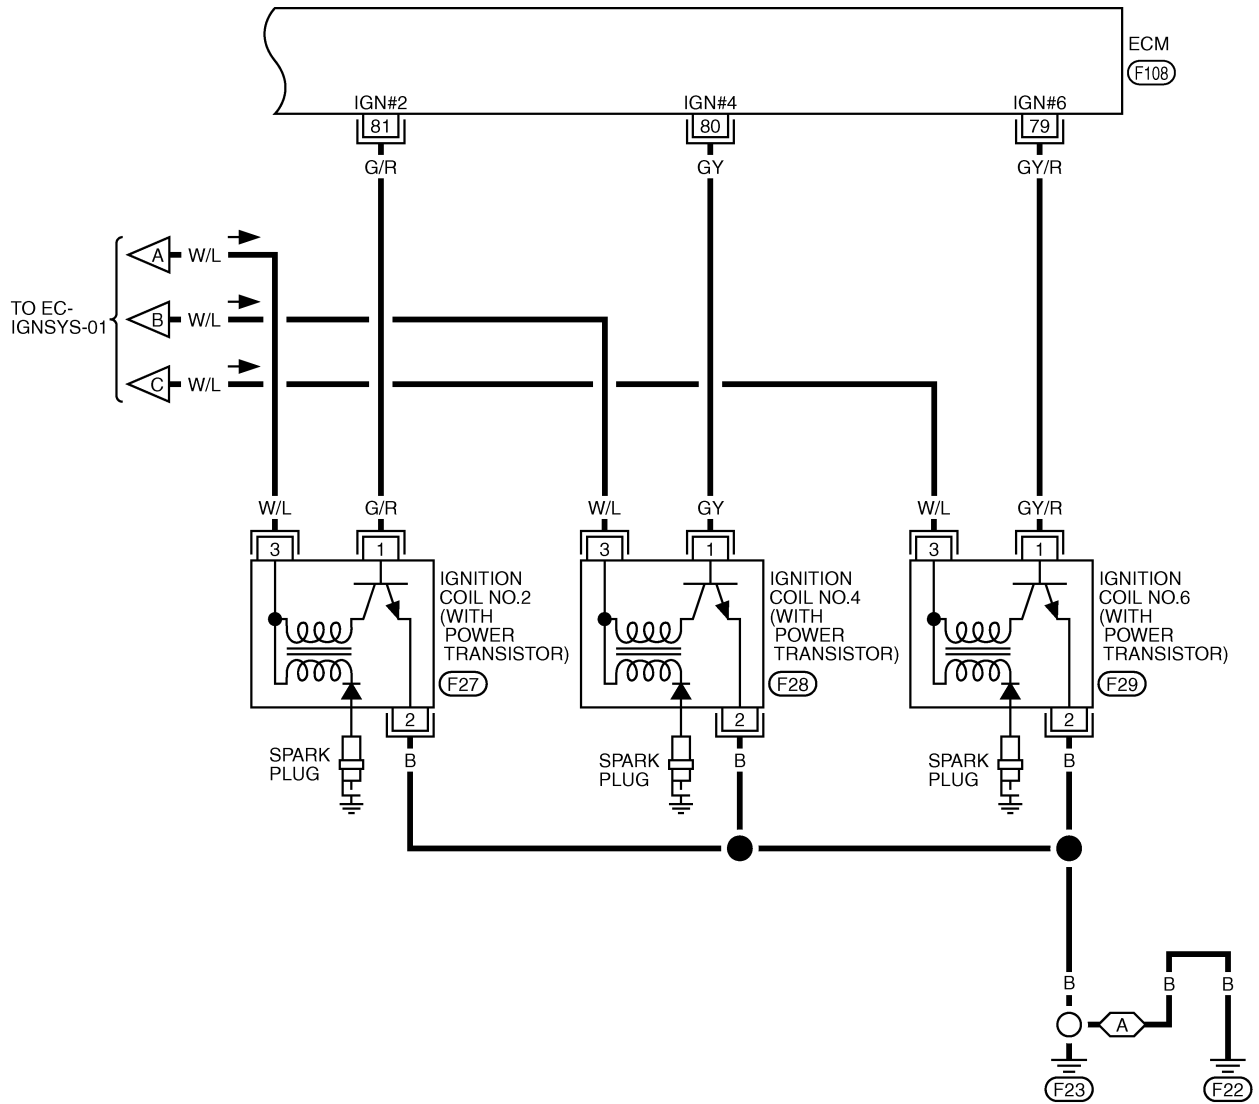 ECM
F108
IGN#2
IGN#4
IGN#6
81
80
79
G/R
GY
GY/R
A
W/L
TO EC-
IGNSYS-01
B
W/L
C
W/L
W/L
G/R
W/L
GY
W/L
GY/R
3
1
3
1
3
1
IGNITION
COIL NO.2
(WITH
POWER
TRANSISTOR)
F27
IGNITION
COIL NO.4
(WITH
POWER
TRANSISTOR)
F28
IGNITION
COIL NO.6
(WITH
POWER
TRANSISTOR)
F29
2
2
2
SPARK
PLUG
B
SPARK
PLUG
B
SPARK
PLUG
B
B
B
B
A
F23
F22